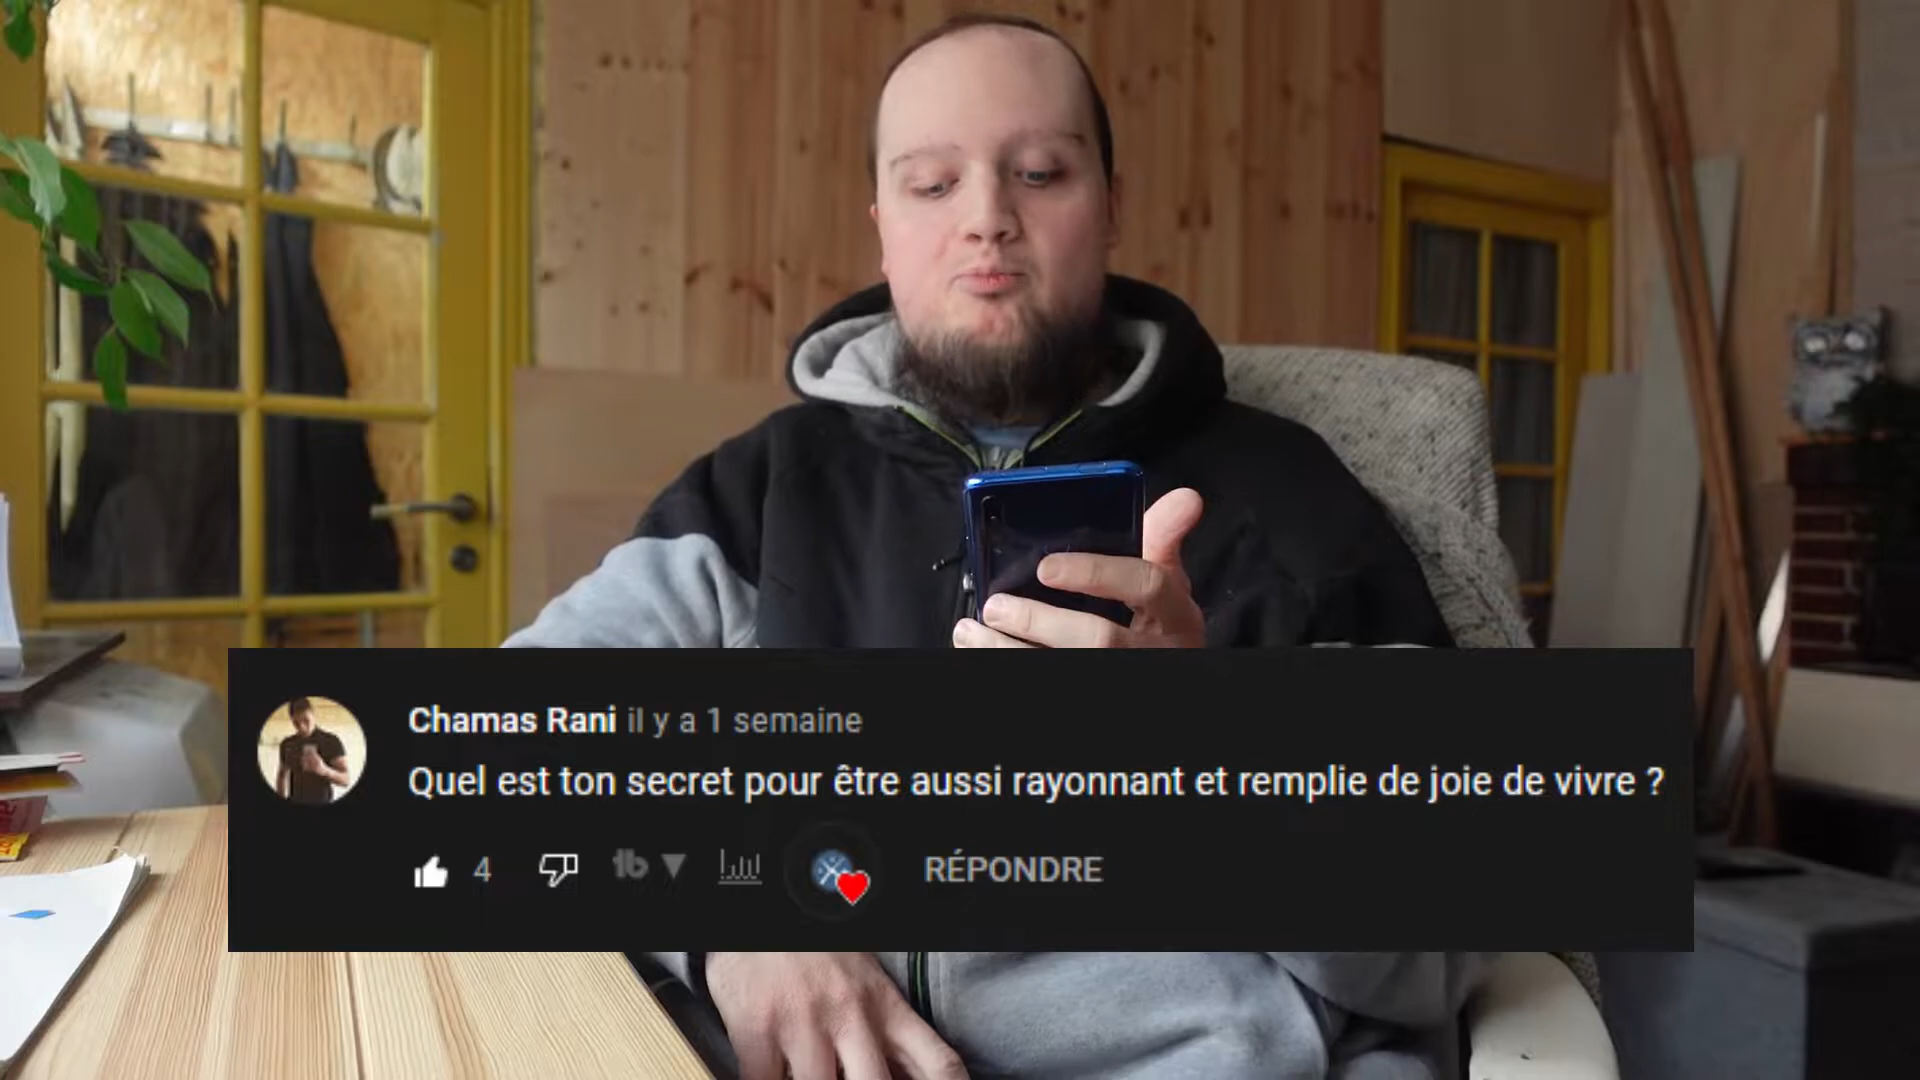 Chamas Rani il y a 1 semaine
Quel est ton secret pour être aussi rayonnant et remplie de joie de vivre ?
4 RÉPONDRE